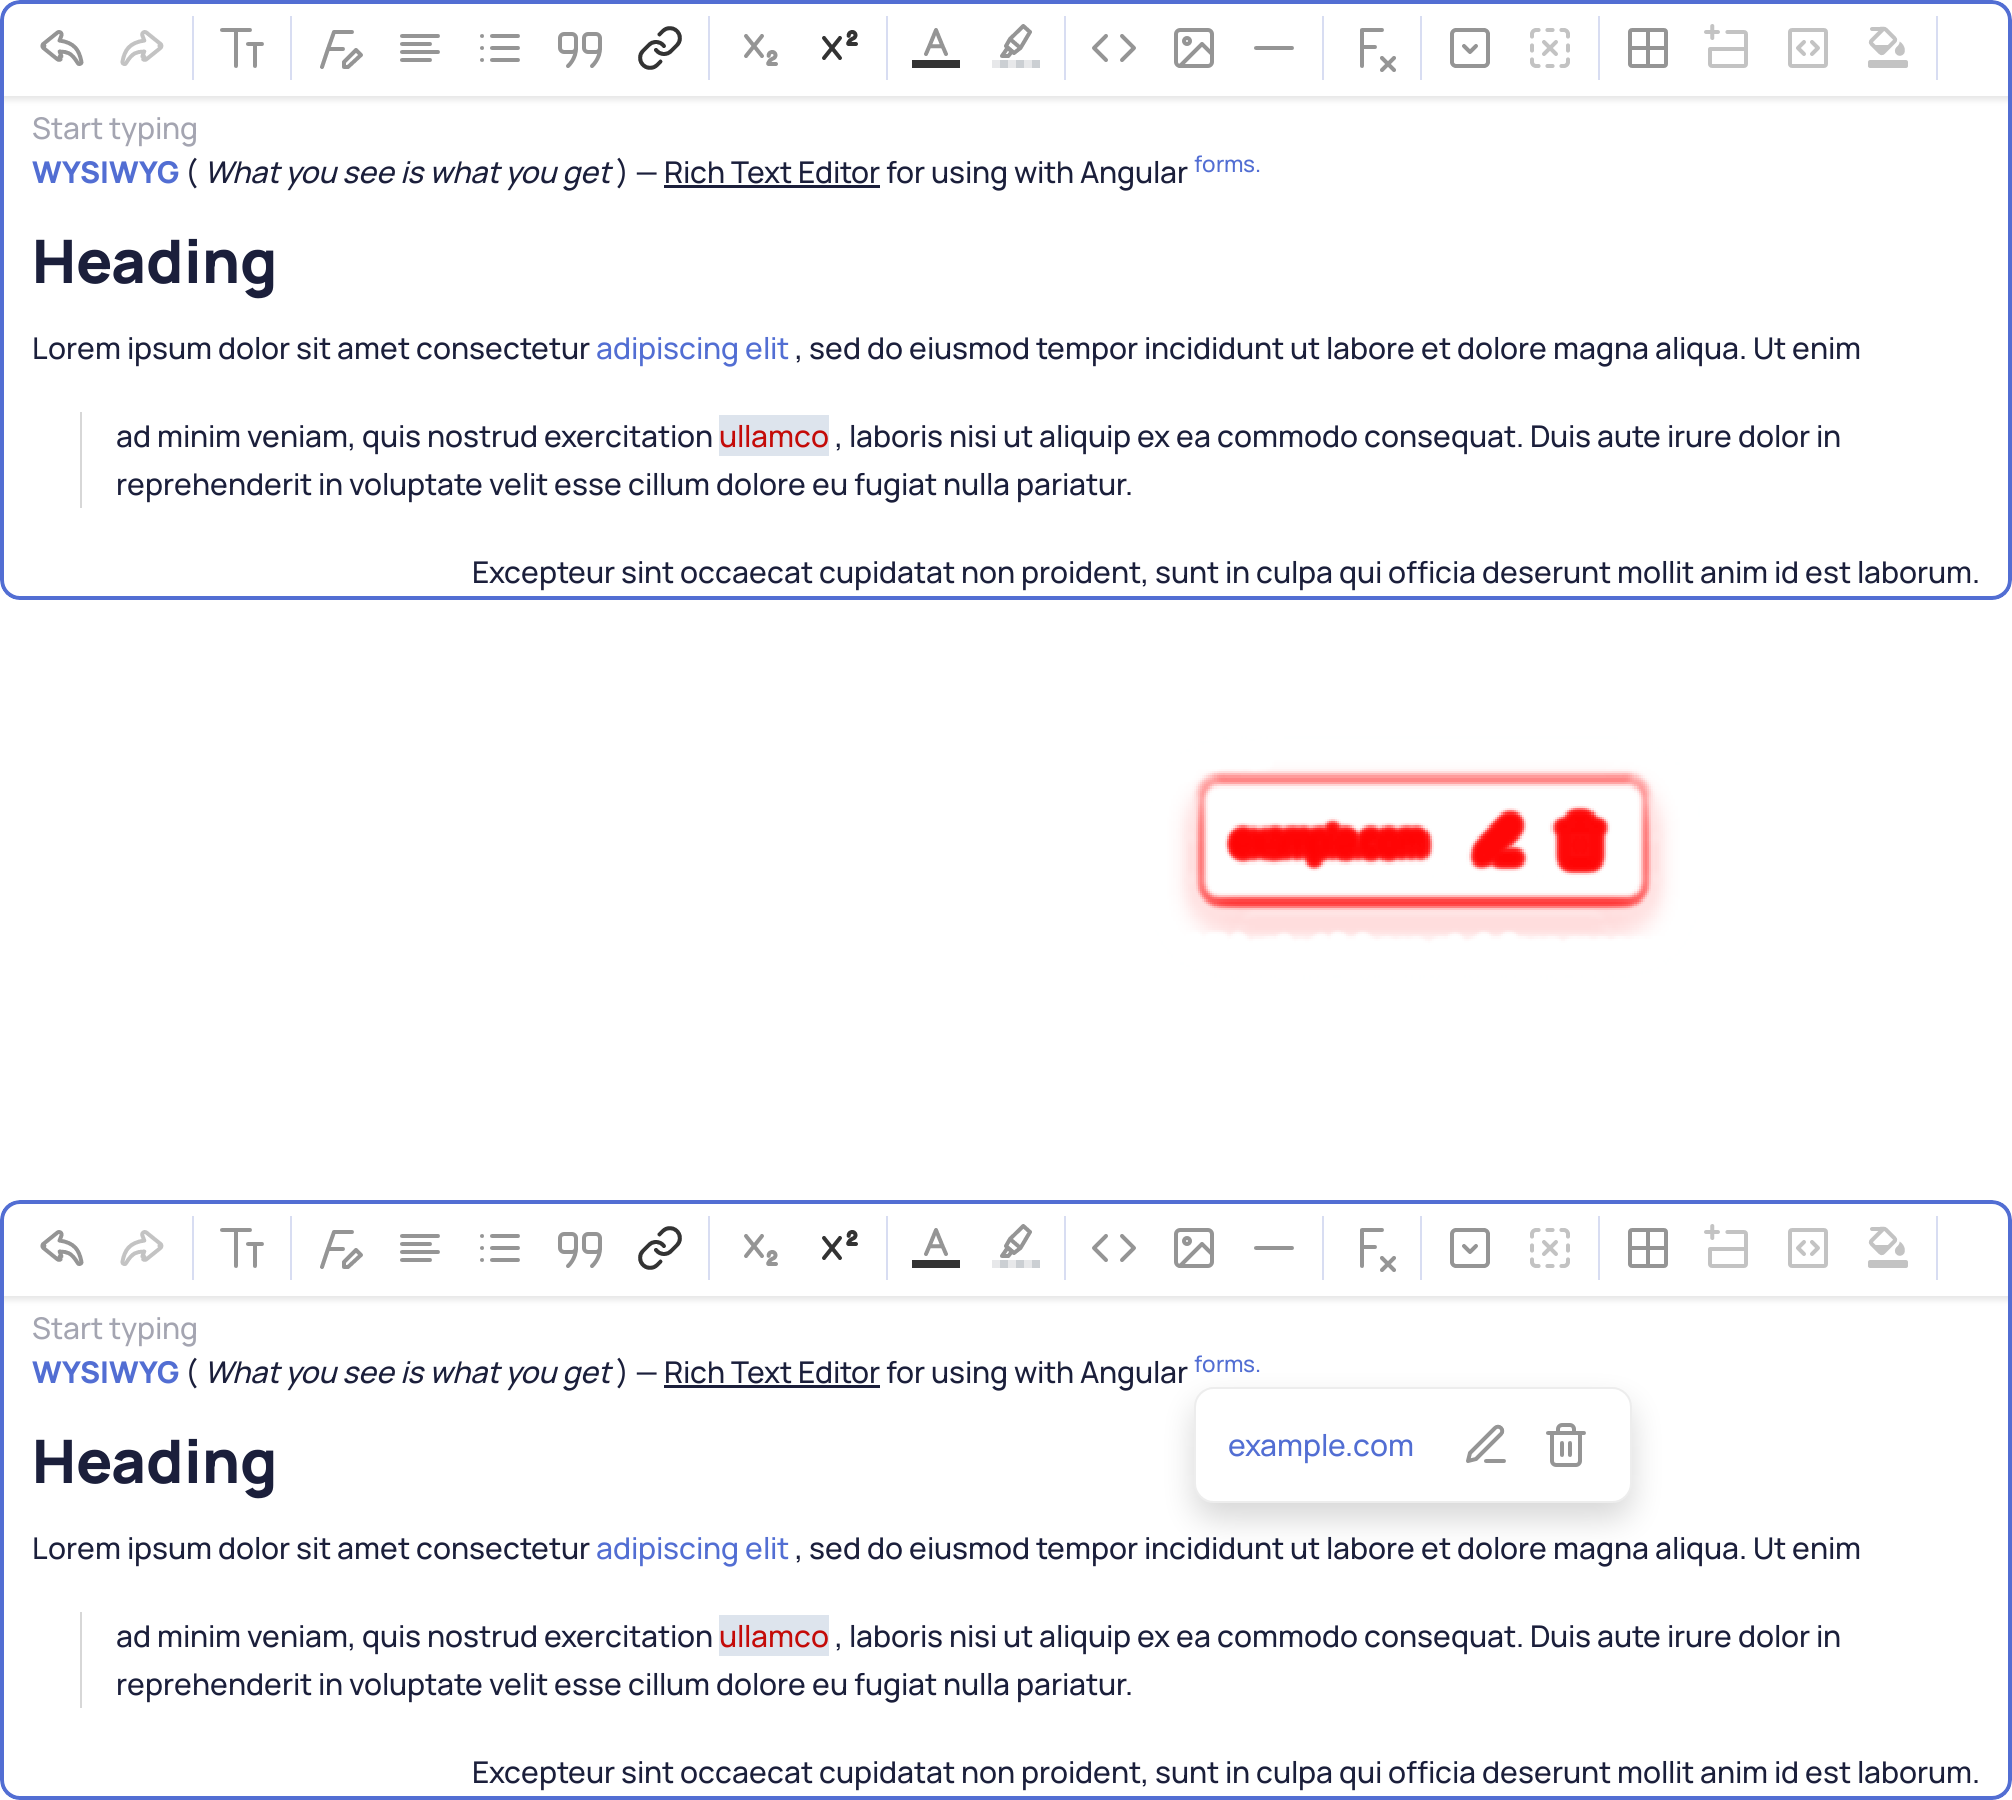 Start typing
WYSIWYG ( What you see is what you get ) — Rich Text Editor for using with Angular forms.
Heading
Lorem ipsum dolor sit amet consectetur adipiscing elit , sed do eiusmod tempor incididunt ut labore et dolore magna aliqua. Ut enim
ad minim veniam, quis nostrud exercitation ullamco , laboris nisi ut aliquip ex ea commodo consequat. Duis aute irure dolor in
reprehenderit in voluptate velit esse cillum dolore eu fugiat nulla pariatur.
Excepteur sint occaecat cupidatat non proident, sunt in culpa qui officia deserunt mollit anim id est laborum.
Start typing
WYSIWYG ( What you see is what you get ) — Rich Text Editor for using with Angular forms.
example.com
Heading
Lorem ipsum dolor sit amet consectetur adipiscing elit , sed do eiusmod tempor incididunt ut labore et dolore magna aliqua. Ut enim
ad minim veniam, quis nostrud exercitation ullamco , laboris nisi ut aliquip ex ea commodo consequat. Duis aute irure dolor in
reprehenderit in voluptate velit esse cillum dolore eu fugiat nulla pariatur.
Excepteur sint occaecat cupidatat non proident, sunt in culpa qui officia deserunt mollit anim id est laborum.